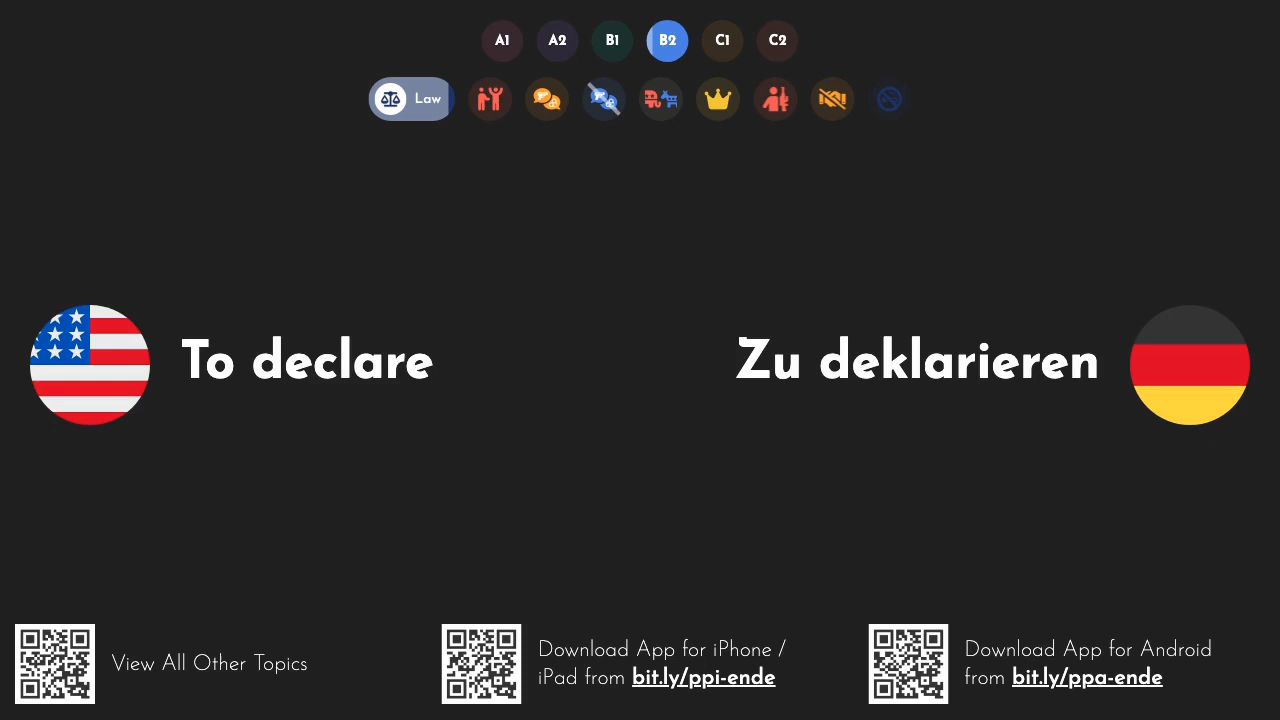 A1 A2 B1 B2 C1 C2
Law
To declare
Zu deklarieren
View All Other Topics
Download App for iPhone /
iPad from bit.ly/ppi-ende
Download App for Android
from bit.ly/ppa-ende